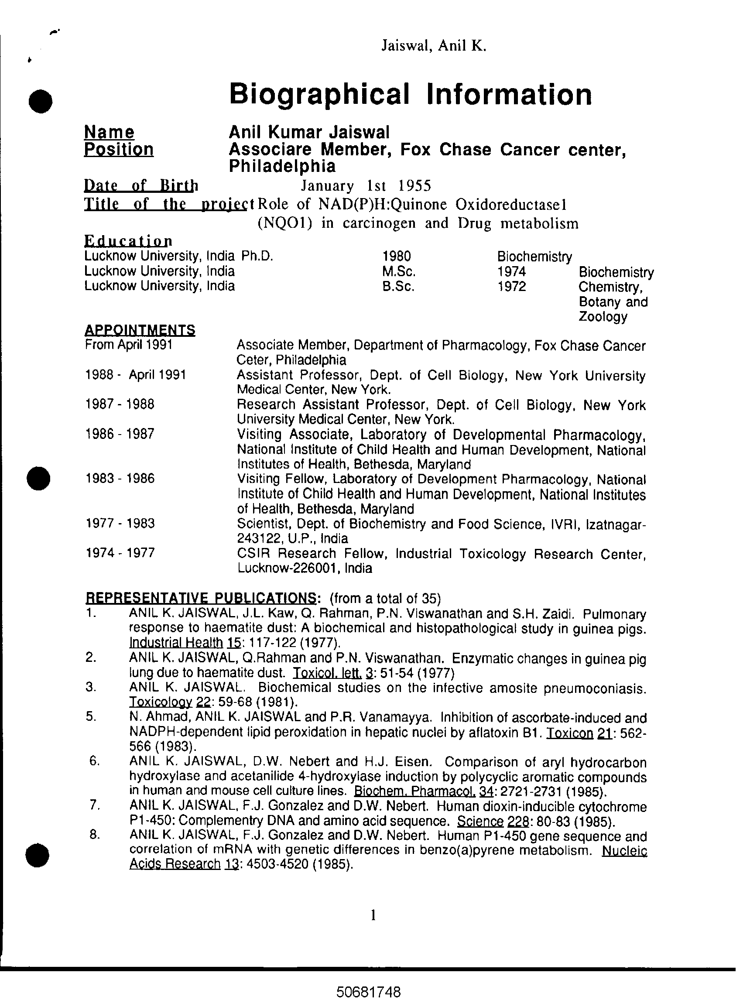 Jaiswal, Anil K.
Biographical Information
Name Anil Kumar Jaiswal
Position Associare Member, Fox Chase Cancer center,
Philadelphia
Date of Birth January 1st 1955
Title of the project Role of NAD(P)H:Quinone Oxidoreductase1
(NQO1) in carcinogen and Drug metabolism
Education
Lucknow University, India Ph.D. 1980 Biochemistry
Lucknow University, India M.Sc. 1974 Biochemistry
Lucknow University, India B.Sc. 1972 Chemistry,
Botany and
Zoology
APPOINTMENTS
From April 1991 Associate Member, Department of Pharmacology, Fox Chase Cancer
Ceter, Philadelphia
1988 - April 1991 Assistant Professor, Dept. of Cell Biology, New York University
Medical Center, New York.
1987 - 1988 Research Assistant Professor, Dept. of Cell Biology, New York
University Medical Center, New York.
1986 - 1987 Visiting Associate, Laboratory of Developmental Pharmacology,
National Institute of Child Health and Human Development, National
Institutes of Health, Bethesda, Maryland
1983 - 1986 Visiting Fellow, Laboratory of Development Pharmacology, National
Institute of Child Health and Human Development, National Institutes
of Health, Bethesda, Maryland
1977 - 1983 Scientist, Dept. of Biochemistry and Food Science, IVRI, Izatnagar-
243122, U.P., India
1974 - 1977 CSIR Research Fellow, Industrial Toxicology Research Center,
Lucknow-226001, India
REPRESENTATIVE PUBLICATIONS: (from a total of 35)
1. ANIL K. JAISWAL, J.L. Kaw, Q. Rahman, P.N. Viswanathan and S.H. Zaidi. Pulmonary
response to haematite dust: A biochemical and histopathological study in guinea pigs.
Industrial Health 15: 117-122 (1977).
2. ANIL K. JAISWAL, Q.Rahman and P.N. Viswanathan. Enzymatic changes in guinea pig
lung due to haematite dust. Toxicol. lett. 3: 51-54 (1977)
3. ANIL K. JAISWAL. Biochemical studies on the infective amosite pneumoconiasis.
Toxicology 22: 59-68 (1981).
5. N. Ahmad, ANIL K. JAISWAL and P.R. Vanamayya. Inhibition of ascorbate-induced and
NADPH-dependent lipid peroxidation in hepatic nuclei by aflatoxin B1. Toxicon 21: 562-
566 (1983).
6. ANIL K. JAISWAL, D.W. Nebert and H.J. Eisen. Comparison of aryl hydrocarbon
hydroxylase and acetanilide 4-hydroxylase induction by polycyclic aromatic compounds
in human and mouse cell culture lines. Biochem. Pharmacol. 34: 2721-2731 (1985).
7. ANIL K. JAISWAL, F.J. Gonzalez and D.W. Nebert. Human dioxin-inducible cytochrome
P1-450: Complementry DNA and amino acid sequence. Science 228: 80-83 (1985).
8. ANIL K. JAISWAL, F.J. Gonzalez and D.W. Nebert. Human P1-450 gene sequence and
correlation of mRNA with genetic differences in benzo(a)pyrene metabolism. Nucleic
Acids Research 13: 4503-4520 (1985).
1
50681748